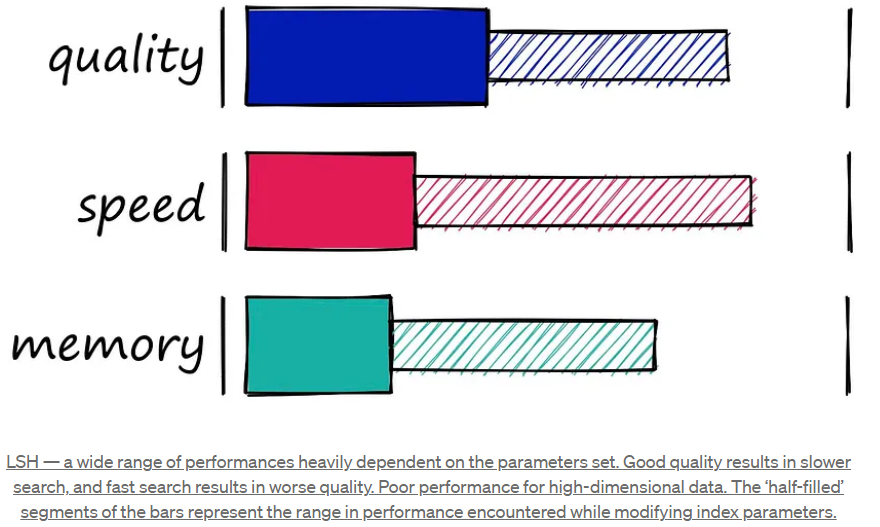 quality
speed
memory
LSH — a wide range of performances heavily dependent on the parameters set. Good quality results in slower
search, and fast search results in worse quality. Poor performance for high-dimensional data. The ‘half-filled’
segments of the bars represent the range in performance encountered while modifying index parameters.